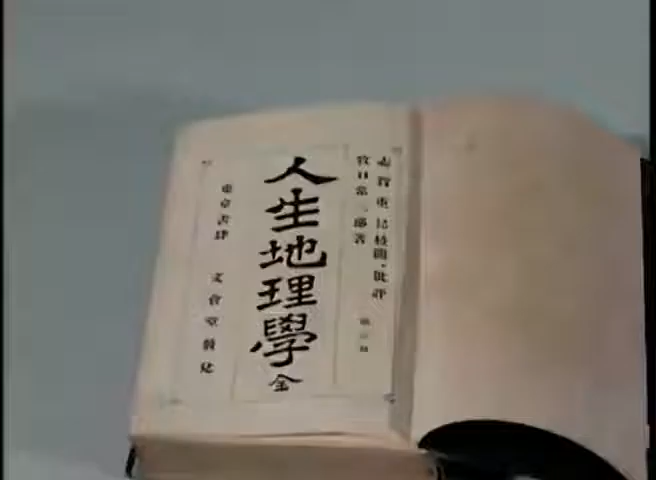 志賀重昻校閲・批評
牧口常三郎著
人生地理學 全
東京書肆 文會堂發兌